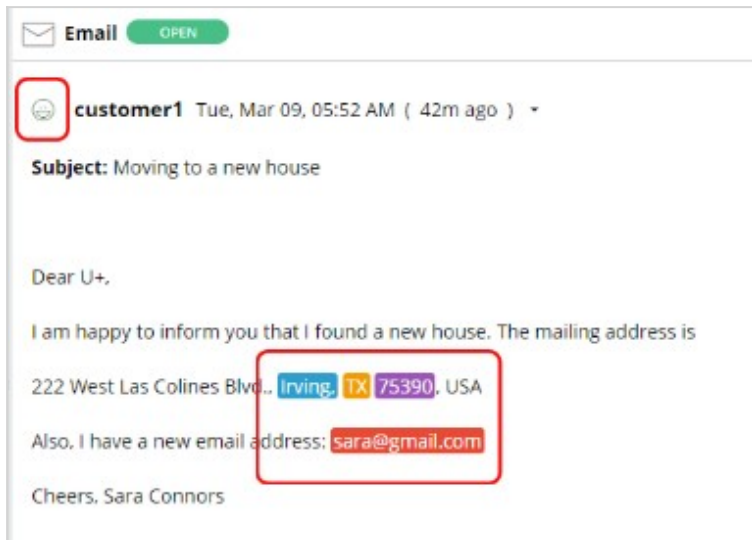 Email OPEN
customer1 Tue, Mar 09, 05:52 AM ( 42m ago )
Subject: Moving to a new house
Dear U+,
I am happy to inform you that I found a new house. The mailing address is
222 West Las Colines Blvd., Irving, TX 75390, USA
Also, I have a new email address: sara@gmail.com
Cheers, Sara Connors